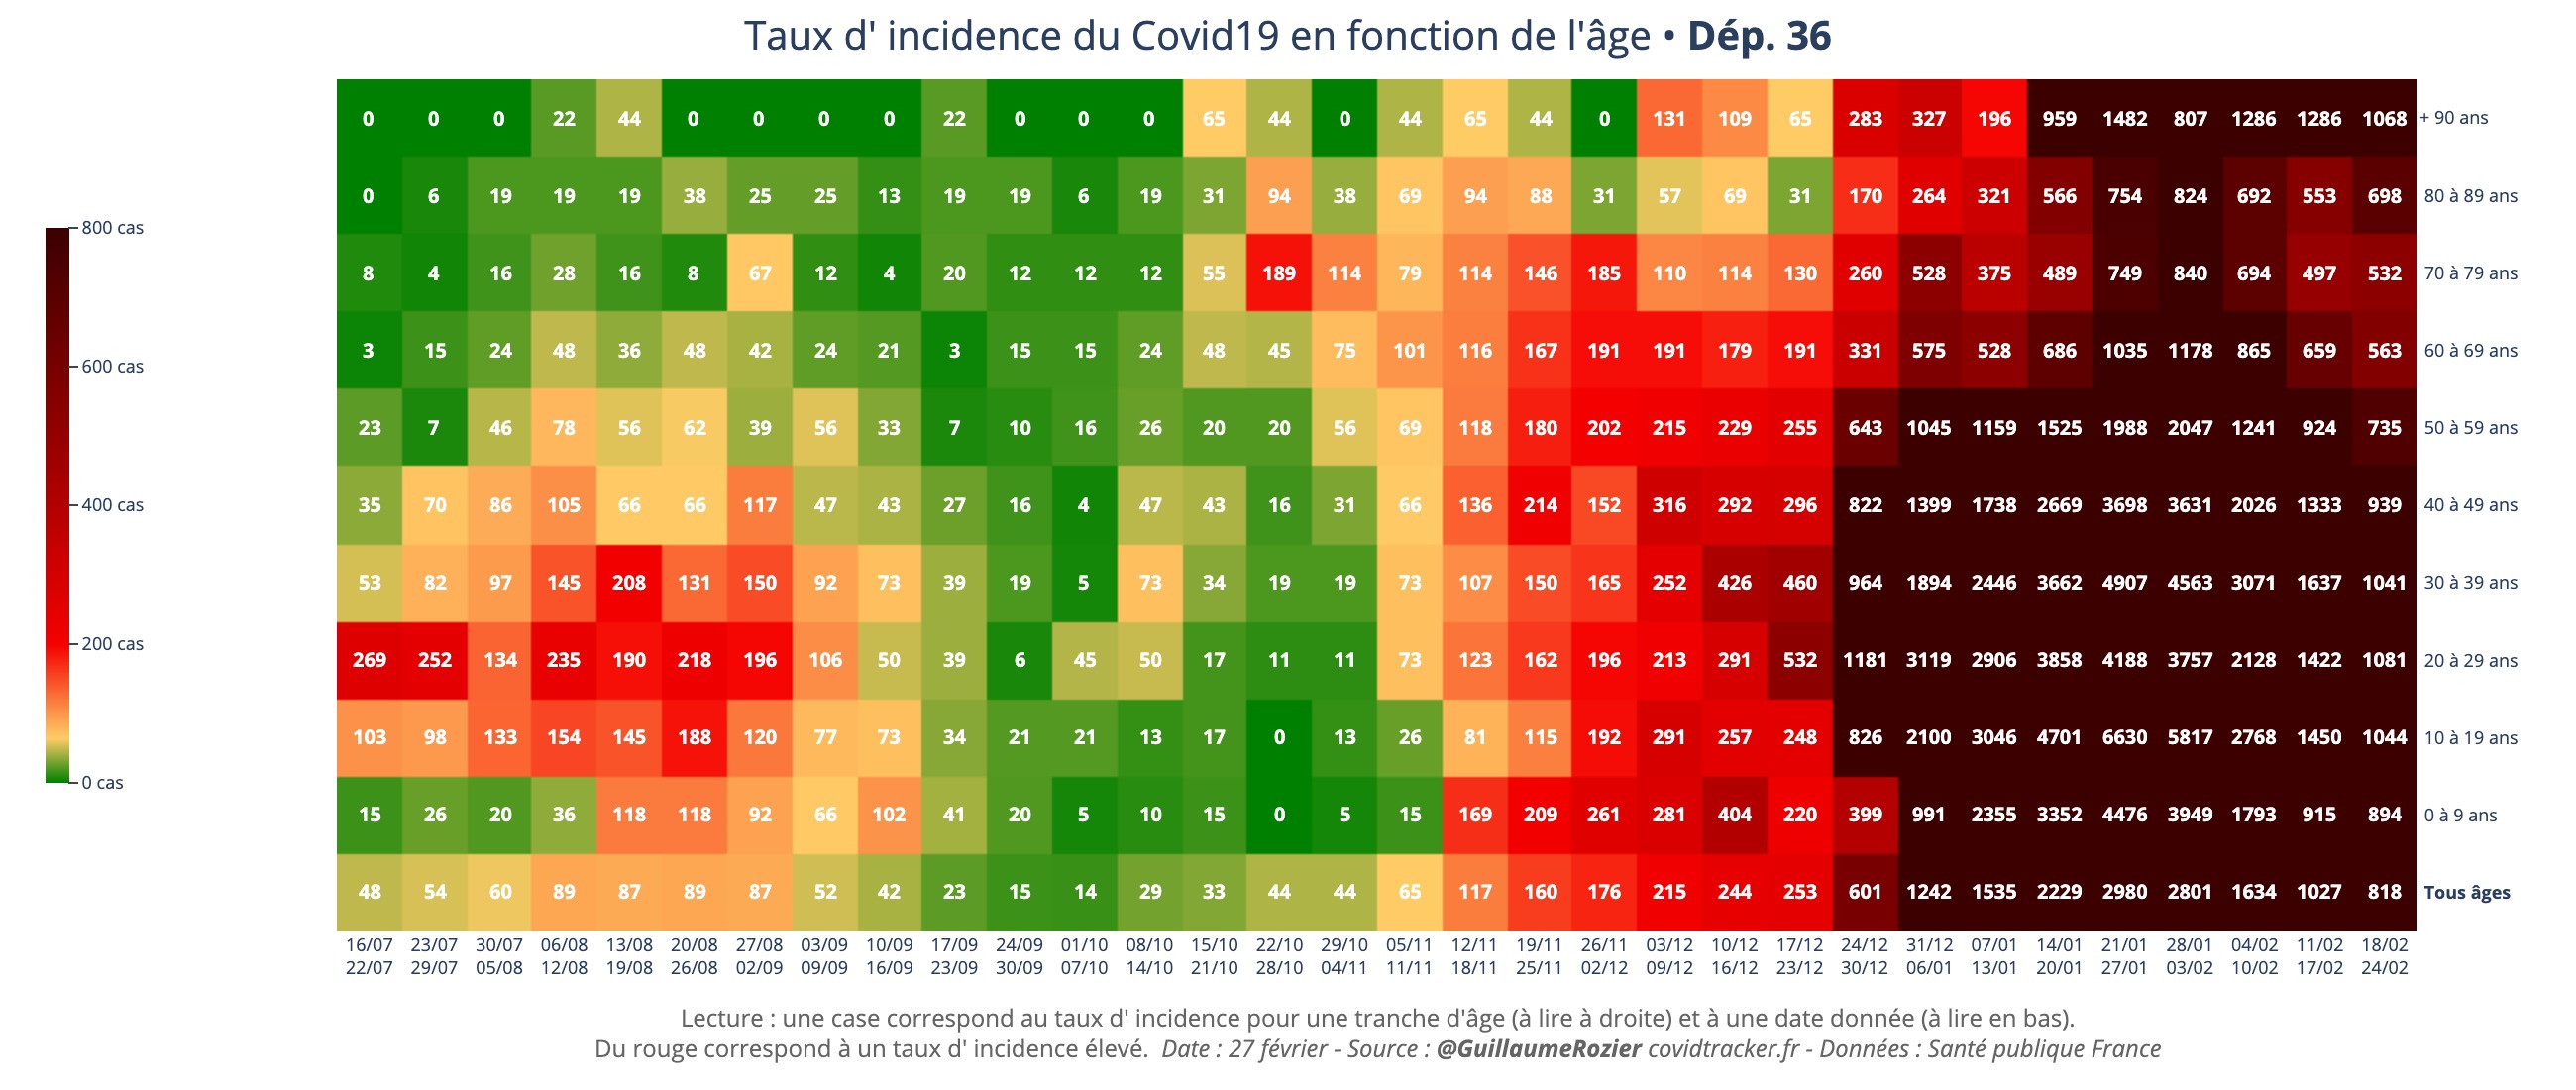 Taux d' incidence du Covid19 en fonction de l'âge • Dép. 36
0 0 0 22 44 0 0 0 0 22 0 0 0 65 44 0 44 65 44 0 131 109 65 283 327 196 959 1482 807 1286 1286 1068 + 90 ans
0 6 19 19 19 38 25 25 13 19 19 6 19 31 94 38 69 94 88 31 57 69 31 170 264 321 566 754 824 692 553 698 80 à 89 ans
800 cas
8 4 16 28 16 8 67 12 4 20 12 12 12 55 189 114 79 114 146 185 110 114 130 260 528 375 489 749 840 694 497 532 70 à 79 ans
3 15 24 48 36 48 42 24 21 3 15 15 24 48 45 75 101 116 167 191 191 179 191 331 575 528 686 1035 1178 865 659 563 60 à 69 ans
600 cas
23 7 46 78 56 62 39 56 33 7 10 16 26 20 20 56 69 118 180 202 215 229 255 643 1045 1159 1525 1988 2047 1241 924 735 50 à 59 ans
400 cas
35 70 86 105 66 66 117 47 43 27 16 4 47 43 16 31 66 136 214 152 316 292 296 822 1399 1738 2669 3698 3631 2026 1333 939 40 à 49 ans
53 82 97 145 208 131 150 92 73 39 19 5 73 34 19 19 73 107 150 165 252 426 460 964 1894 2446 3662 4907 4563 3071 1637 1041 30 à 39 ans
200 cas
269 252 134 235 190 218 196 106 50 39 6 45 50 17 11 11 73 123 162 196 213 291 532 1181 3119 2906 3858 4188 3757 2128 1422 1081 20 à 29 ans
103 98 133 154 145 188 120 77 73 34 21 21 13 17 0 13 26 81 115 192 291 257 248 826 2100 3046 4701 6630 5817 2768 1450 1044 10 à 19 ans
0 cas
15 26 20 36 118 118 92 66 102 41 20 5 10 15 0 5 15 169 209 261 281 404 220 399 991 2355 3352 4476 3949 1793 915 894 0 à 9 ans
48 54 60 89 87 89 87 52 42 23 15 14 29 33 44 44 65 117 160 176 215 244 253 601 1242 1535 2229 2980 2801 1634 1027 818 Tous âges
16/07 23/07 30/07 06/08 13/08 20/08 27/08 03/09 10/09 17/09 24/09 01/10 08/10 15/10 22/10 29/10 05/11 12/11 19/11 26/11 03/12 10/12 17/12 24/12 31/12 07/01 14/01 21/01 28/01 04/02 11/02 18/02
22/07 29/07 05/08 12/08 19/08 26/08 02/09 09/09 16/09 23/09 30/09 07/10 14/10 21/10 28/10 04/11 11/11 18/11 25/11 02/12 09/12 16/12 23/12 30/12 06/01 13/01 20/01 27/01 03/02 10/02 17/02 24/02
Lecture : une case correspond au taux d' incidence pour une tranche d'âge (à lire à droite) et à une date donnée (à lire en bas).
Du rouge correspond à un taux d' incidence élevé. Date : 27 février - Source : @GuillaumeRozier covidtracker.fr - Données : Santé publique France